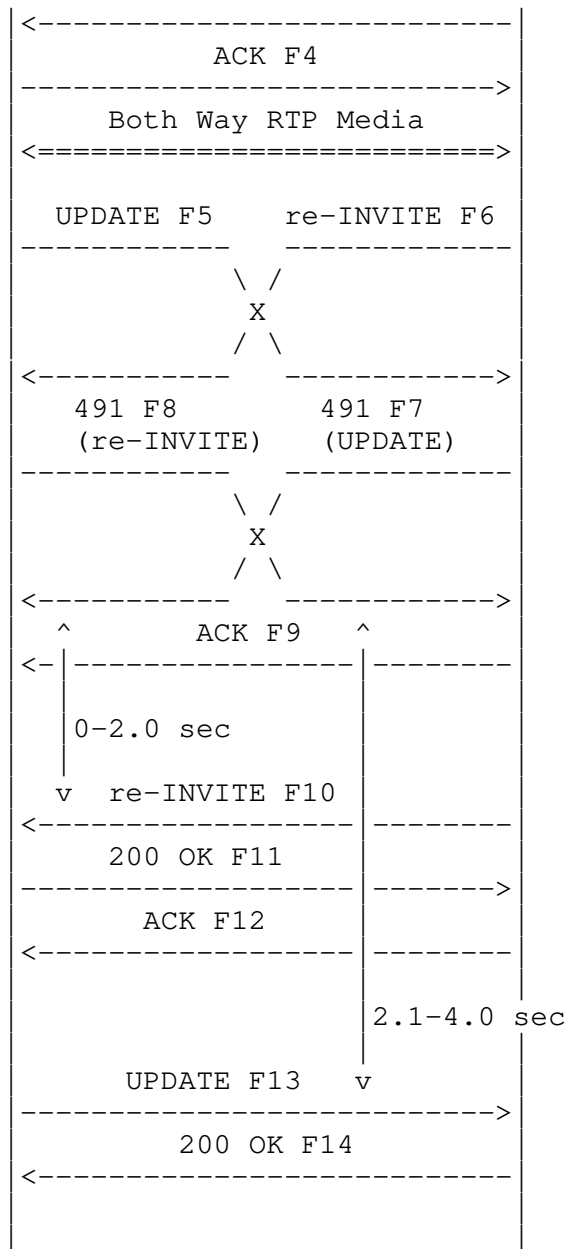 ACK F4
Both Way RTP Media
UPDATE F5 re-INVITE F6
X
491 F8 491 F7
(re-INVITE) (UPDATE)
X
ACK F9
0-2.0 sec
v re-INVITE F10
200 OK F11
ACK F12
2.1-4.0 sec
UPDATE F13 v
200 OK F14